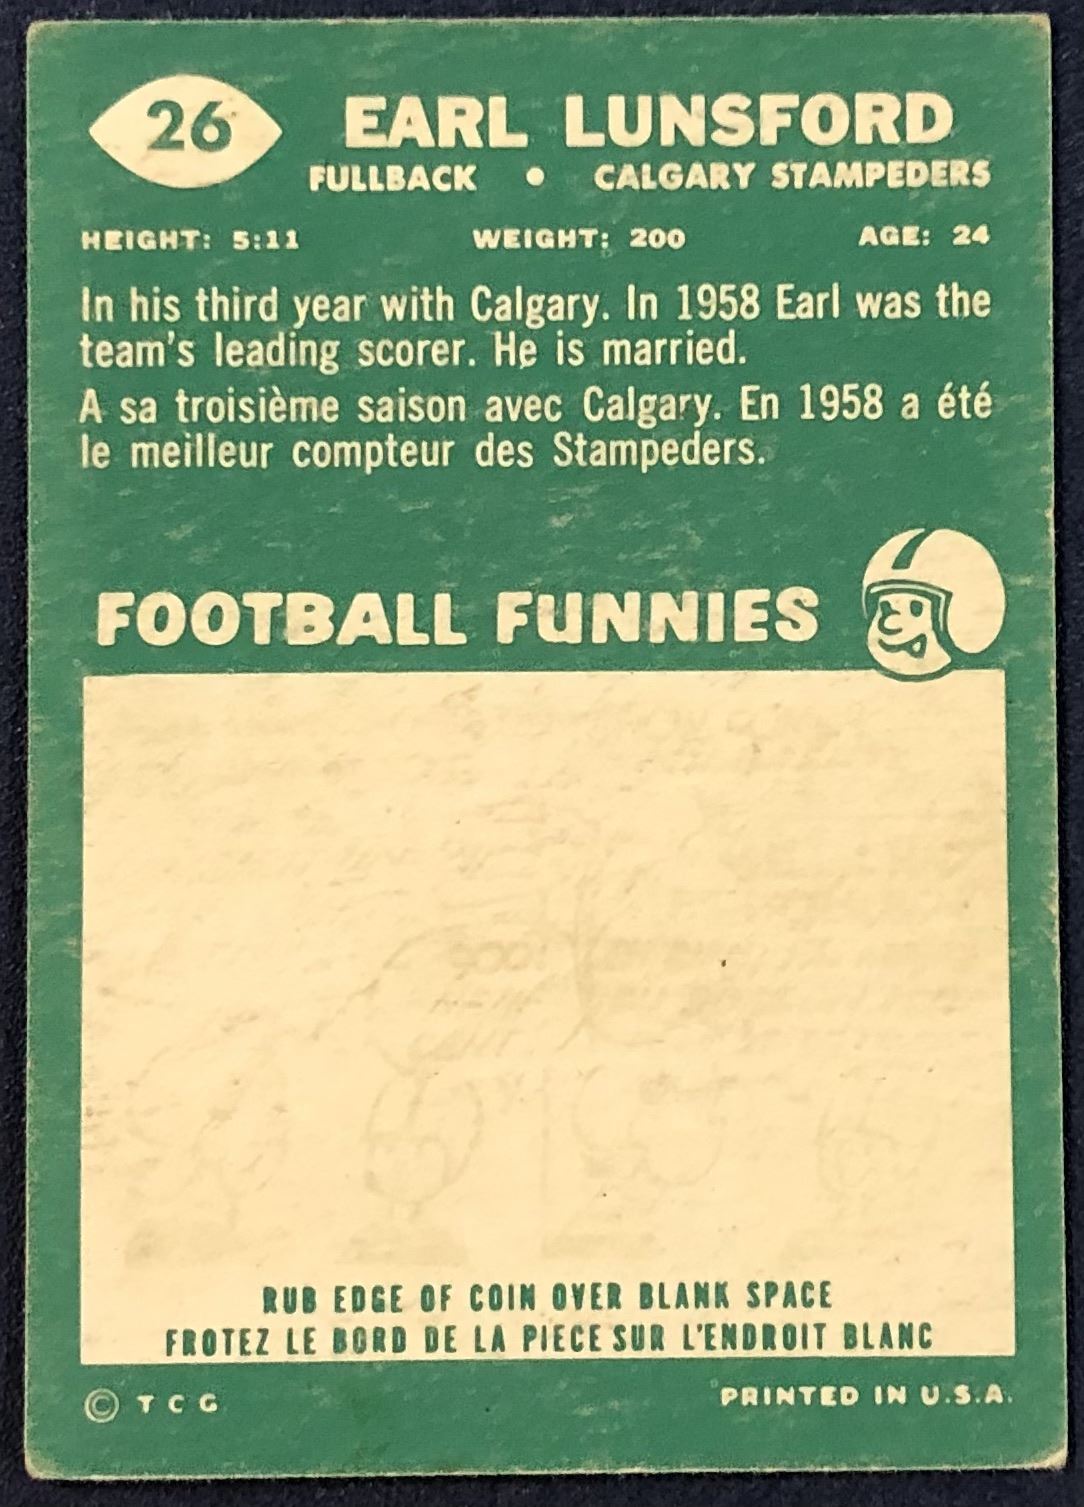 26
EARL LUNSFORD
FULLBACK • CALGARY STAMPEDERS
HEIGHT: 5:11 WEIGHT: 200 AGE: 24
In his third year with Calgary. In 1958 Earl was the
team's leading scorer. He is married.
A sa troisième saison avec Calgary. En 1958 a été
le meilleur compteur des Stampeders.
FOOTBALL FUNNIES
RUB EDGE OF COIN OVER BLANK SPACE
FROTEZ LE BORD DE LA PIECE SUR L'ENDROIT BLANC
© T C G PRINTED IN U.S.A.